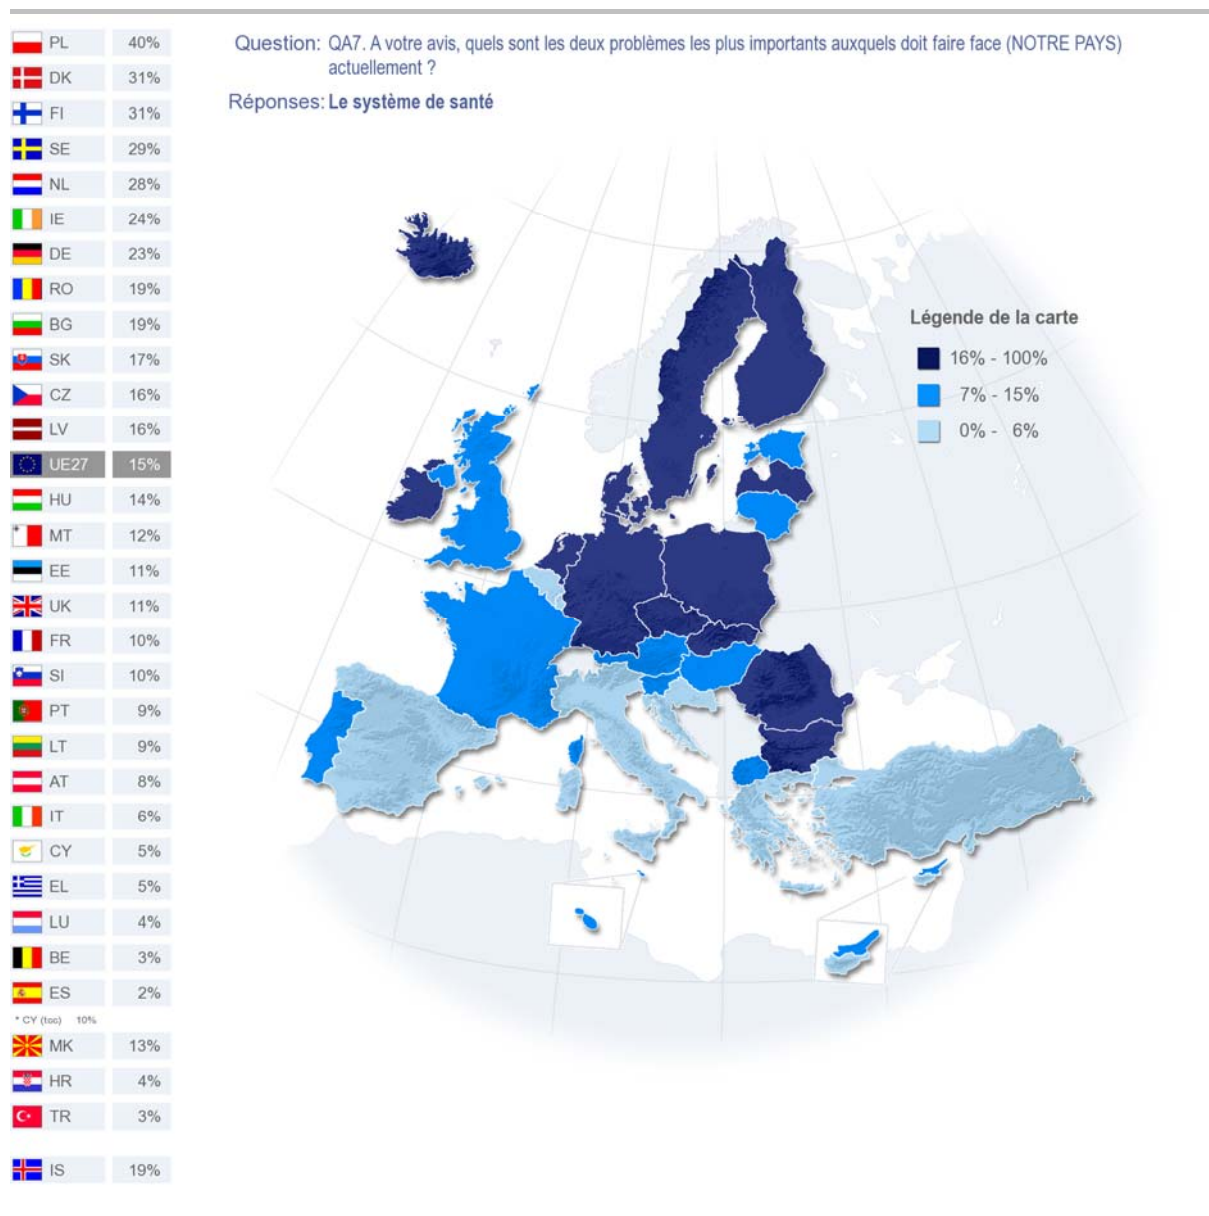 Question: QA7. A votre avis, quels sont les deux problèmes les plus importants auxquels doit faire face (NOTRE PAYS)
actuellement ?
Réponses: Le système de santé
PL 40%
DK 31%
FI 31%
SE 29%
NL 28%
IE 24%
DE 23%
RO 19%
BG 19%
SK 17%
CZ 16%
LV 16%
UE27 15%
HU 14%
MT 12%
EE 11%
UK 11%
FR 10%
SI 10%
PT 9%
LT 9%
AT 8%
IT 6%
CY 5%
EL 5%
LU 4%
BE 3%
ES 2%
* CY (tcc) 10%
MK 13%
HR 4%
TR 3%
IS 19%
Légende de la carte
16% - 100%
7% - 15%
0% - 6%